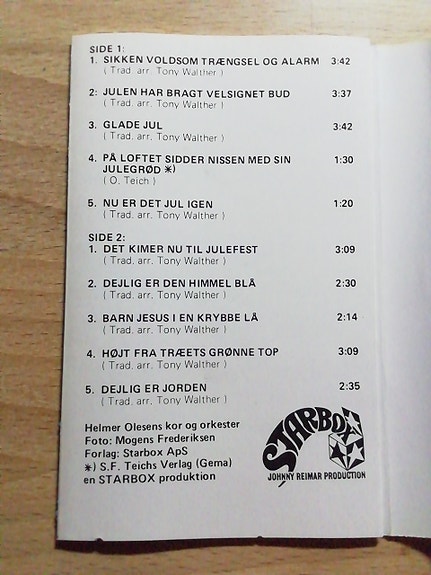 SIDE 1:
1. SIKKEN VOLDSOM TRÆNGSEL OG ALARM 3:42
( Trad. arr. Tony Walther )
2: JULEN HAR BRAGT VELSIGNET BUD 3:37
( Trad. arr. Tony Walther )
3. GLADE JUL 3:42
( Trad. arr. Tony Walther )
4. PÅ LOFTET SIDDER NISSEN MED SIN 1:30
JULEGRØD *)
( O. Teich )
5. NU ER DET JUL IGEN 1:20
( Trad. arr. Tony Walther )
SIDE 2:
1. DET KIMER NU TIL JULEFEST 3:09
( Trad. arr. Tony Walther )
2. DEJLIG ER DEN HIMMEL BLÅ 2:30
( Trad. arr. Tony Walther )
3. BARN JESUS I EN KRYBBE LÅ 2:14
( Trad. arr. Tony Walther )
4. HØJT FRA TRÆETS GRØNNE TOP 3:09
( Trad. arr. Tony Walther )
5. DEJLIG ER JORDEN 2:35
( Trad. arr. Tony Walther )
Helmer Olesens kor og orkester
Foto: Mogens Frederiksen
Forlag: Starbox ApS
*) S.F. Teichs Verlag (Gema)
en STARBOX produktion
STARBOX
JOHNNY REIMAR PRODUCTION